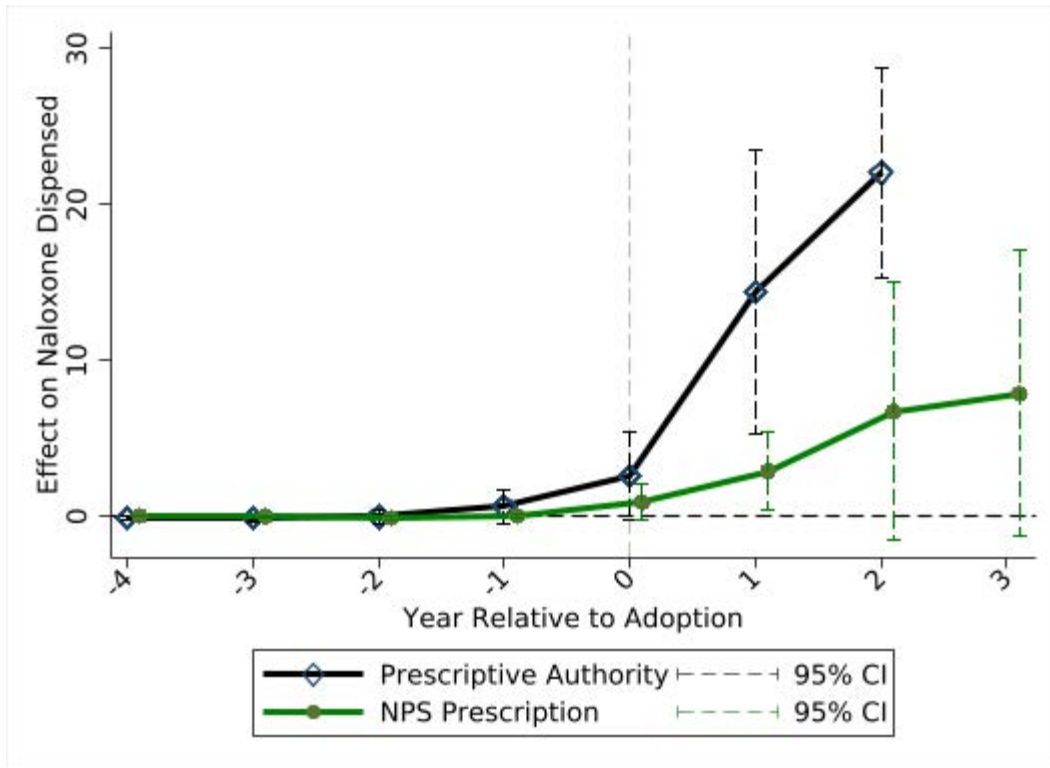 Effect on Naloxone Dispensed
30
20
10
0
-4 -3 -2 -1 0 1 2 3
Year Relative to Adoption
Prescriptive Authority 95% CI
NPS Prescription 95% CI